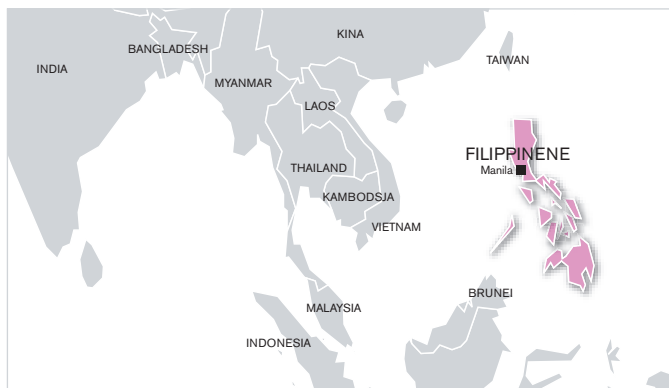 KINA
BANGLADESH
TAIWAN
INDIA
MYANMAR
LAOS
FILIPPINENE
THAILAND
Manila
KAMBODSJA
VIETNAM
BRUNEI
MALAYSIA
INDONESIA